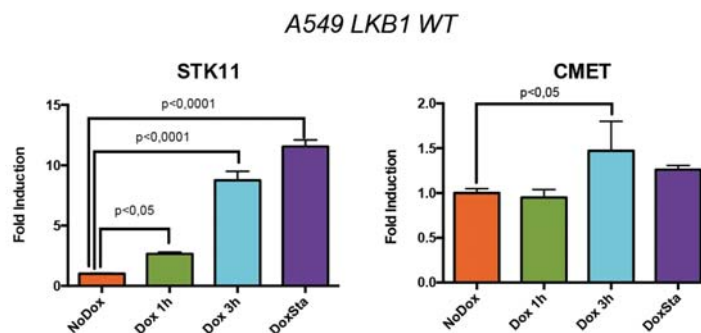 A549 LKB1 WT
STK11
Fold Induction
15
10
5
0
p<0,0001
p<0,0001
p<0,05
NoDox
Dox 1h
Dox 3h
DoxSta
CMET
Fold Induction
2.0
1.5
1.0
0.5
0.0
p<0,05
NoDox
Dox 1h
Dox 3h
DoxSta